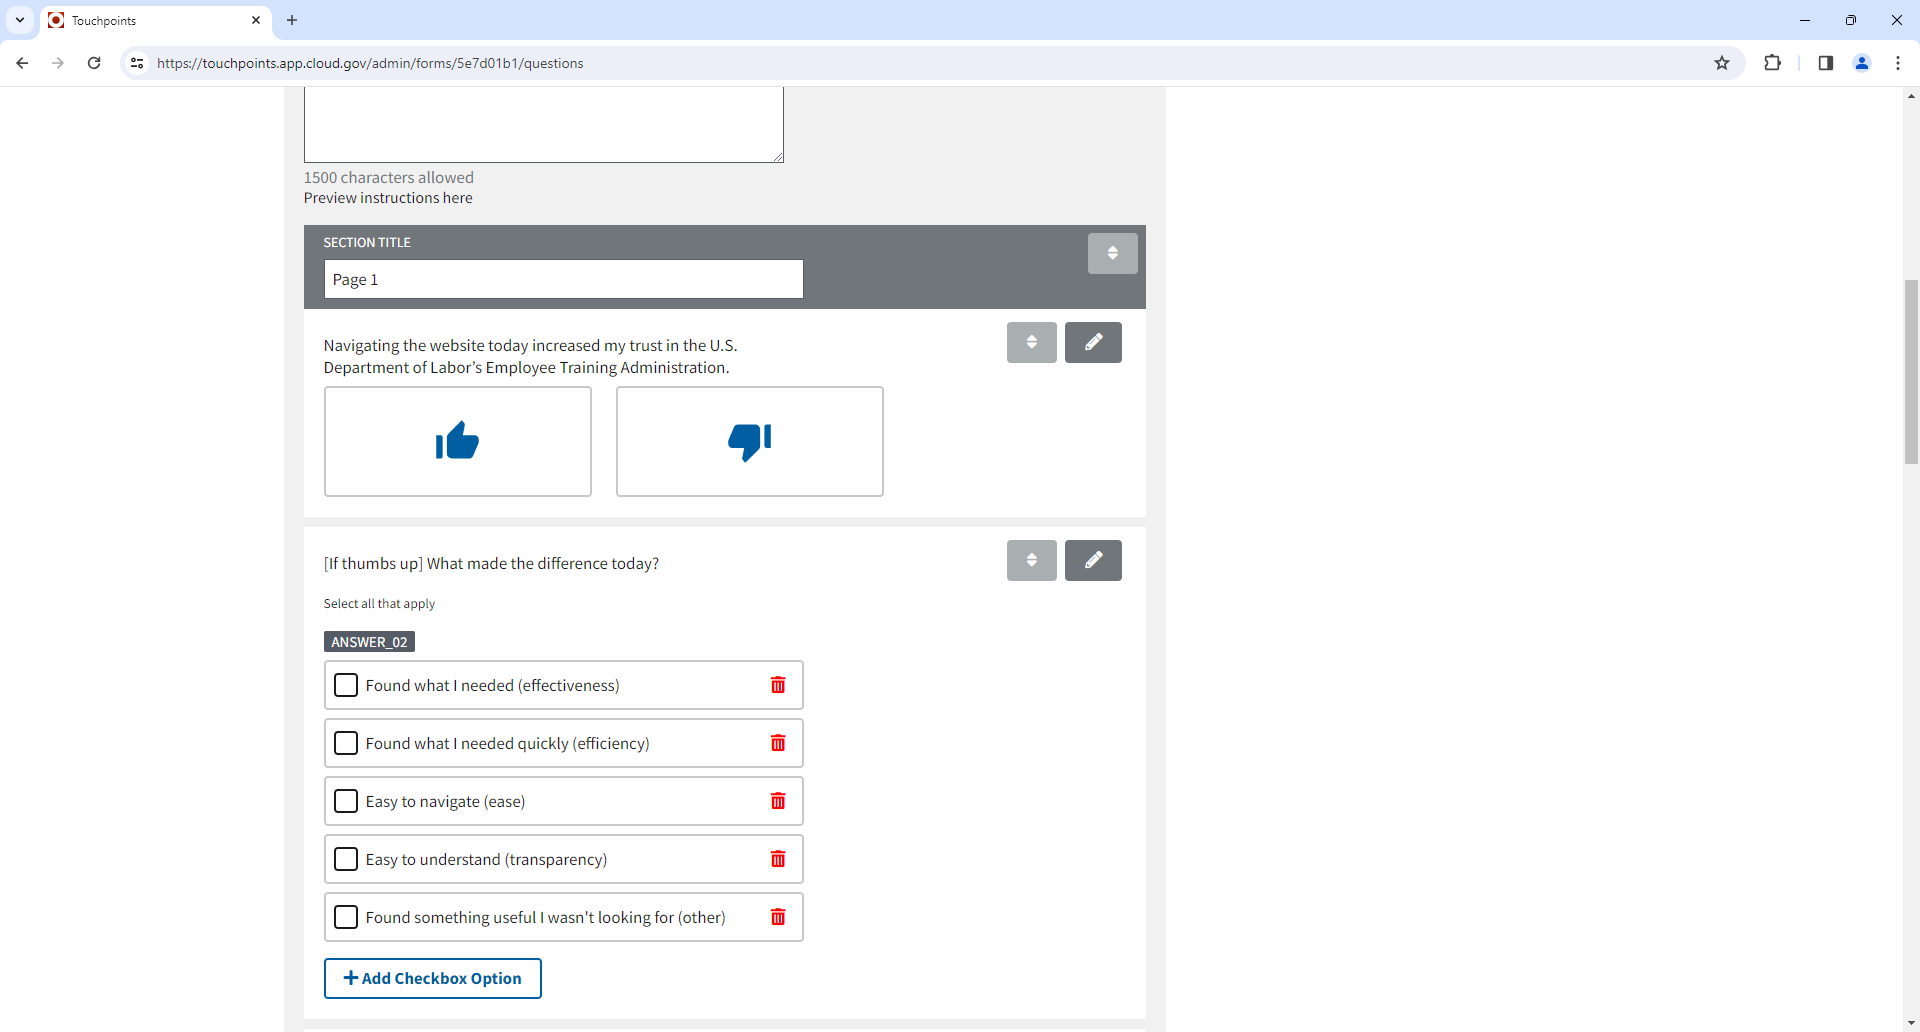 Touchpoints
https://touchpoints.app.cloud.gov/admin/forms/5e7d01b1/questions
1500 characters allowed
Preview instructions here
SECTION TITLE
Page 1
Navigating the website today increased my trust in the U.S.
Department of Labor’s Employee Training Administration.
[If thumbs up] What made the difference today?
Select all that apply
ANSWER_02
Found what I needed (effectiveness)
Found what I needed quickly (efficiency)
Easy to navigate (ease)
Easy to understand (transparency)
Found something useful I wasn't looking for (other)
Add Checkbox Option